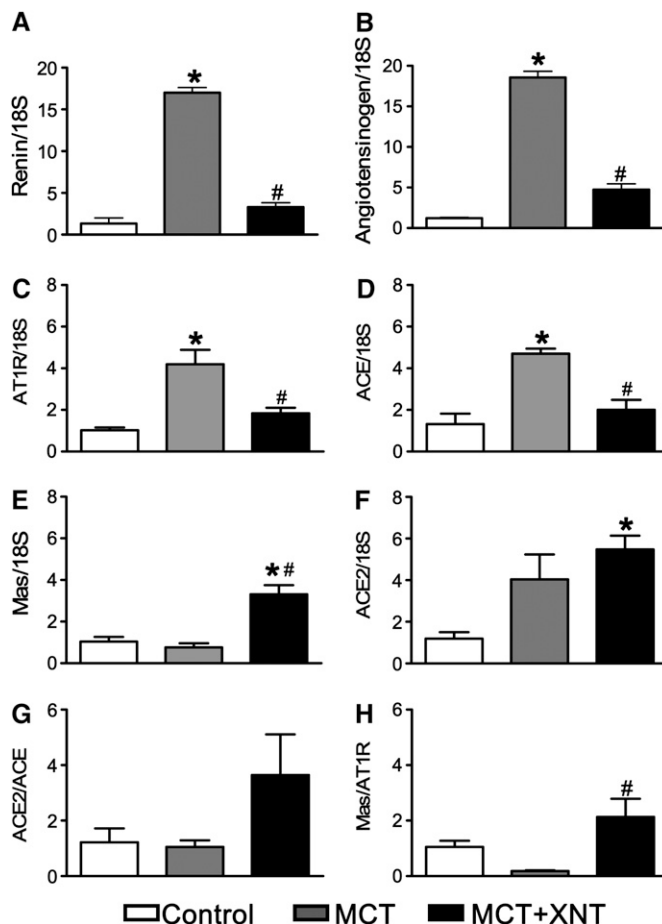 A
B
Renin/18S
20
15
10
5
0
*
#
Angiotensinogen/18S
20
15
10
5
0
*
#
C
D
AT1R/18S
8
6
4
2
0
*
#
ACE/18S
8
6
4
2
0
*
#
E
F
Mas/18S
8
6
4
2
0
*#
ACE2/18S
8
6
4
2
0
*
G
H
ACE2/ACE
6
4
2
0
Mas/AT1R
6
4
2
0
#
Control MCT MCT+XNT